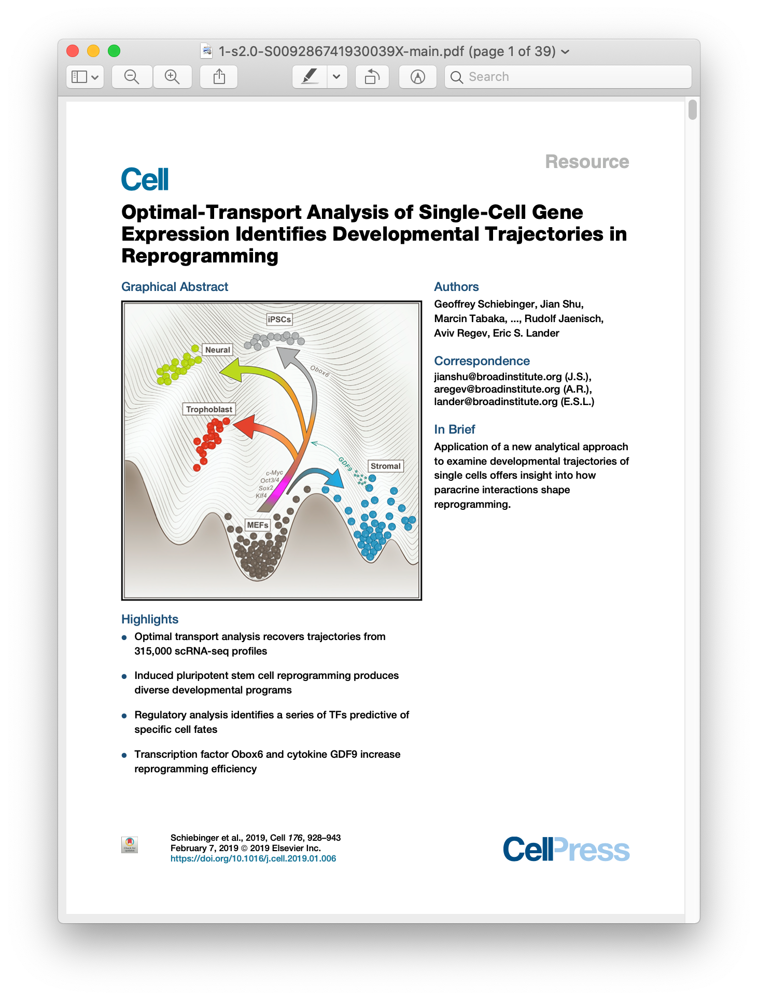 1-s2.0-S009286741930039X-main.pdf (page 1 of 39)
Search
Resource
Cell
Optimal-Transport Analysis of Single-Cell Gene
Expression Identifies Developmental Trajectories in
Reprogramming
Graphical Abstract
iPSCs
Neural
Obox6
Trophoblast
GDF9
Stromal
c-Myc
Oct3/4
Sox2
Klf4
MEFs
Authors
Geoffrey Schiebinger, Jian Shu,
Marcin Tabaka, ..., Rudolf Jaenisch,
Aviv Regev, Eric S. Lander
Correspondence
jianshu@broadinstitute.org (J.S.),
aregev@broadinstitute.org (A.R.),
lander@broadinstitute.org (E.S.L.)
In Brief
Application of a new analytical approach
to examine developmental trajectories of
single cells offers insight into how
paracrine interactions shape
reprogramming.
Highlights
● Optimal transport analysis recovers trajectories from
315,000 scRNA-seq profiles
● Induced pluripotent stem cell reprogramming produces
diverse developmental programs
● Regulatory analysis identifies a series of TFs predictive of
specific cell fates
● Transcription factor Obox6 and cytokine GDF9 increase
reprogramming efficiency
Check for
updates
Schiebinger et al., 2019, Cell 176, 928–943
February 7, 2019 © 2019 Elsevier Inc.
https://doi.org/10.1016/j.cell.2019.01.006
CellPress